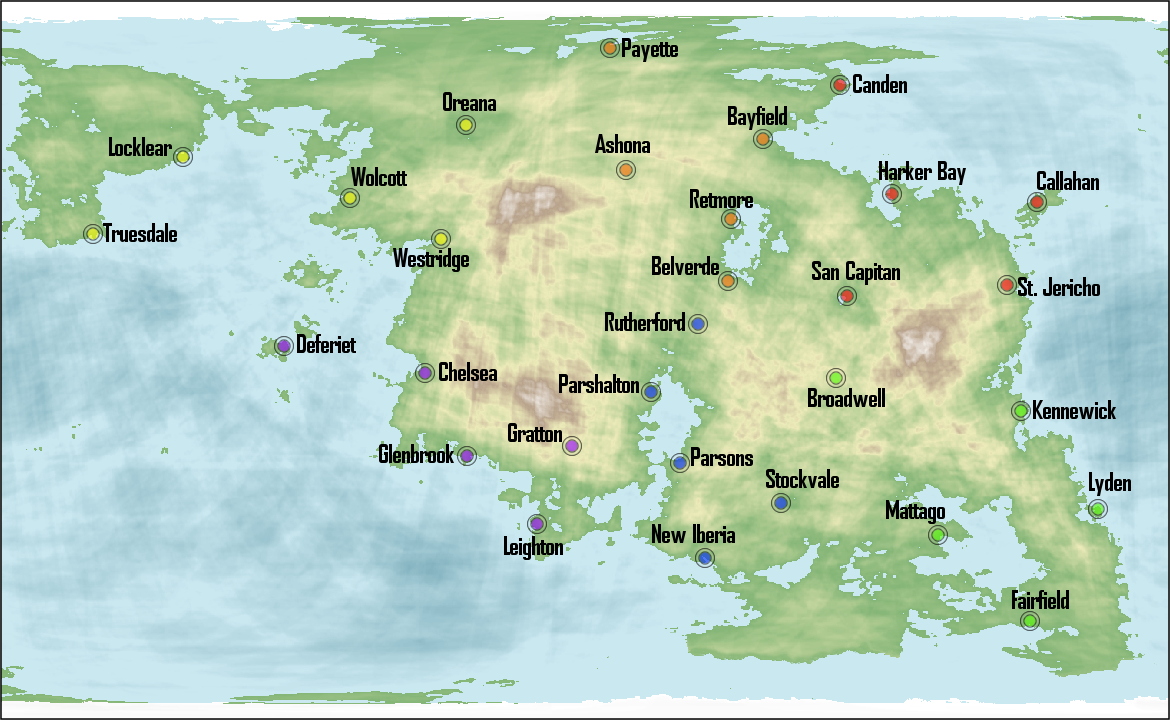 Payette
Canden
Oreana
Bayfield
Ashona
Locklear
Harker Bay
Wolcott
Callahan
Retmore
Truesdale
Westridge
Belverde
San Capitan
St. Jericho
Rutherford
Deferiet
Chelsea
Parshalton
Broadwell
Kennewick
Gratton
Glenbrook
Parsons
Stockvale
Lyden
Mattago
New Iberia
Leighton
Fairfield